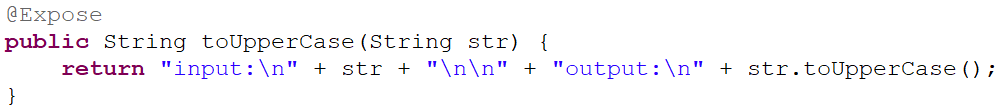 @Expose
public String toUpperCase(String str) {
    return "input:\n" + str + "\n\n" + "output:\n" + str.toUpperCase();
}